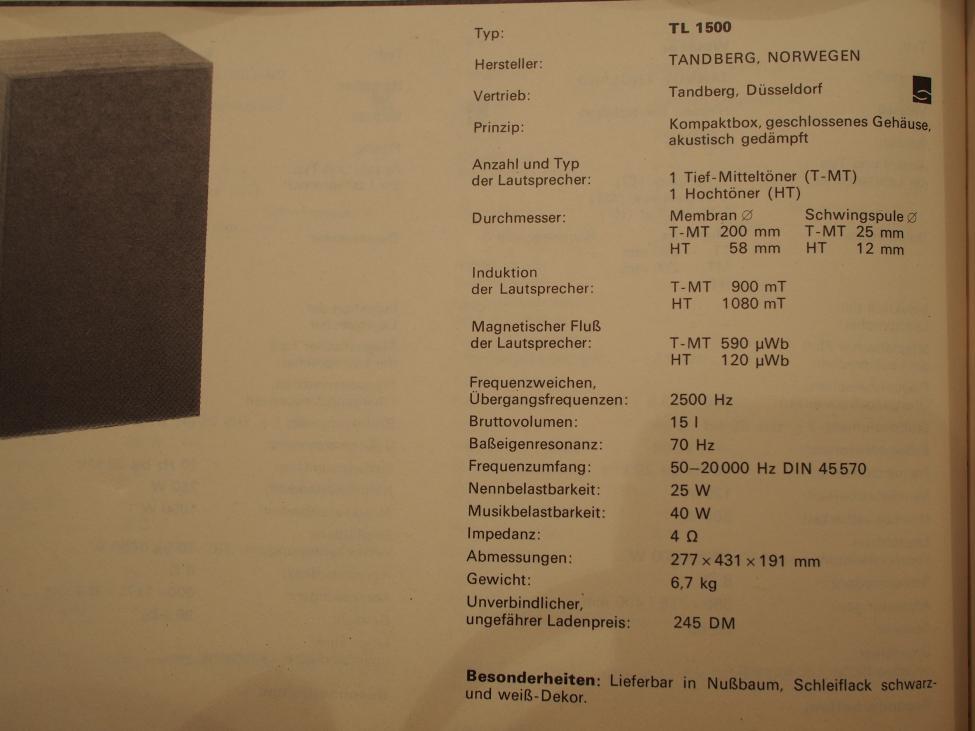 Typ: TL 1500
Hersteller: TANDBERG, NORWEGEN
Vertrieb: Tandberg, Düsseldorf
Prinzip: Kompaktbox, geschlossenes Gehäuse,
akustisch gedämpft
Anzahl und Typ
der Lautsprecher: 1 Tief-Mitteltöner (T-MT)
1 Hochtöner (HT)
Durchmesser: Membran ∅ Schwingspule ∅
T-MT 200 mm T-MT 25 mm
HT 58 mm HT 12 mm
Induktion
der Lautsprecher: T-MT 900 mT
HT 1080 mT
Magnetischer Fluß
der Lautsprecher: T-MT 590 µWb
HT 120 µWb
Frequenzweichen,
Übergangsfrequenzen: 2500 Hz
Bruttovolumen: 15 l
Baßeigenresonanz: 70 Hz
Frequenzumfang: 50–20000 Hz DIN 45570
Nennbelastbarkeit: 25 W
Musikbelastbarkeit: 40 W
Impedanz: 4 Ω
Abmessungen: 277 × 431 × 191 mm
Gewicht: 6,7 kg
Unverbindlicher,
ungefährer Ladenpreis: 245 DM
Besonderheiten: Lieferbar in Nußbaum, Schleiflack schwarz-
und weiß-Dekor.